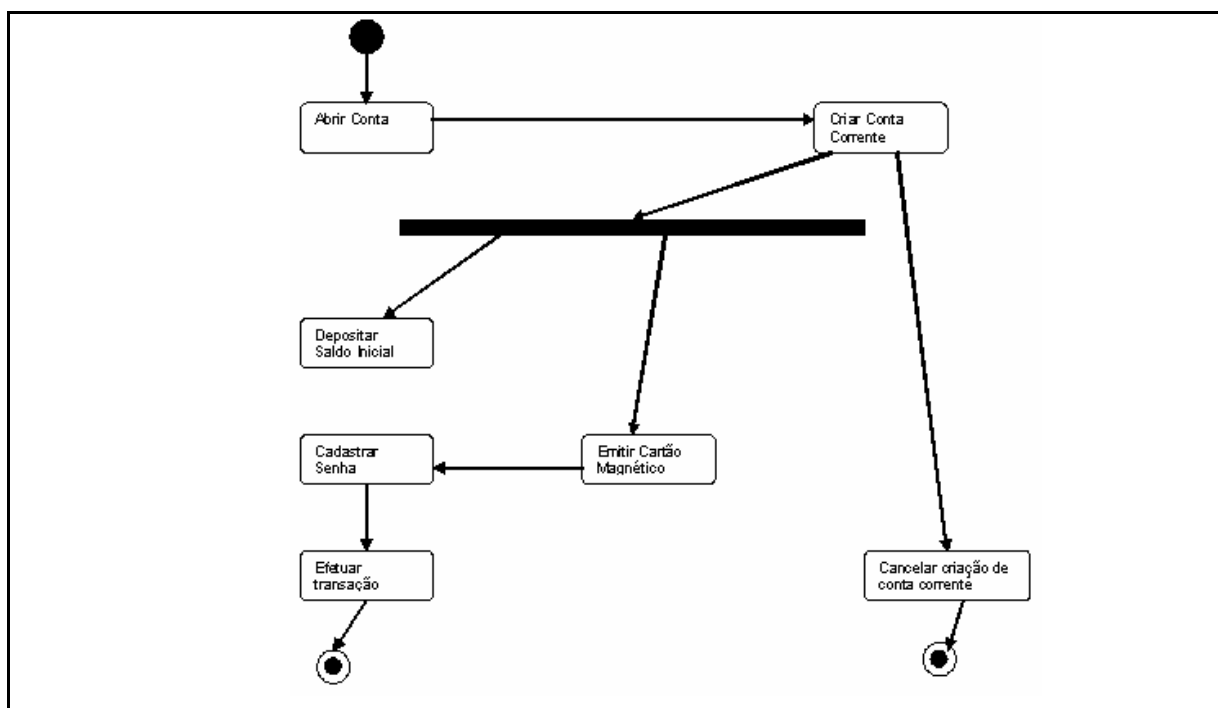 Abrir Conta
Criar Conta
Corrente
Depositar
Saldo Inicial
Cadastrar
Senha
Emitir Cartão
Magnético
Efetuar
transação
Cancelar criação de
conta corrente